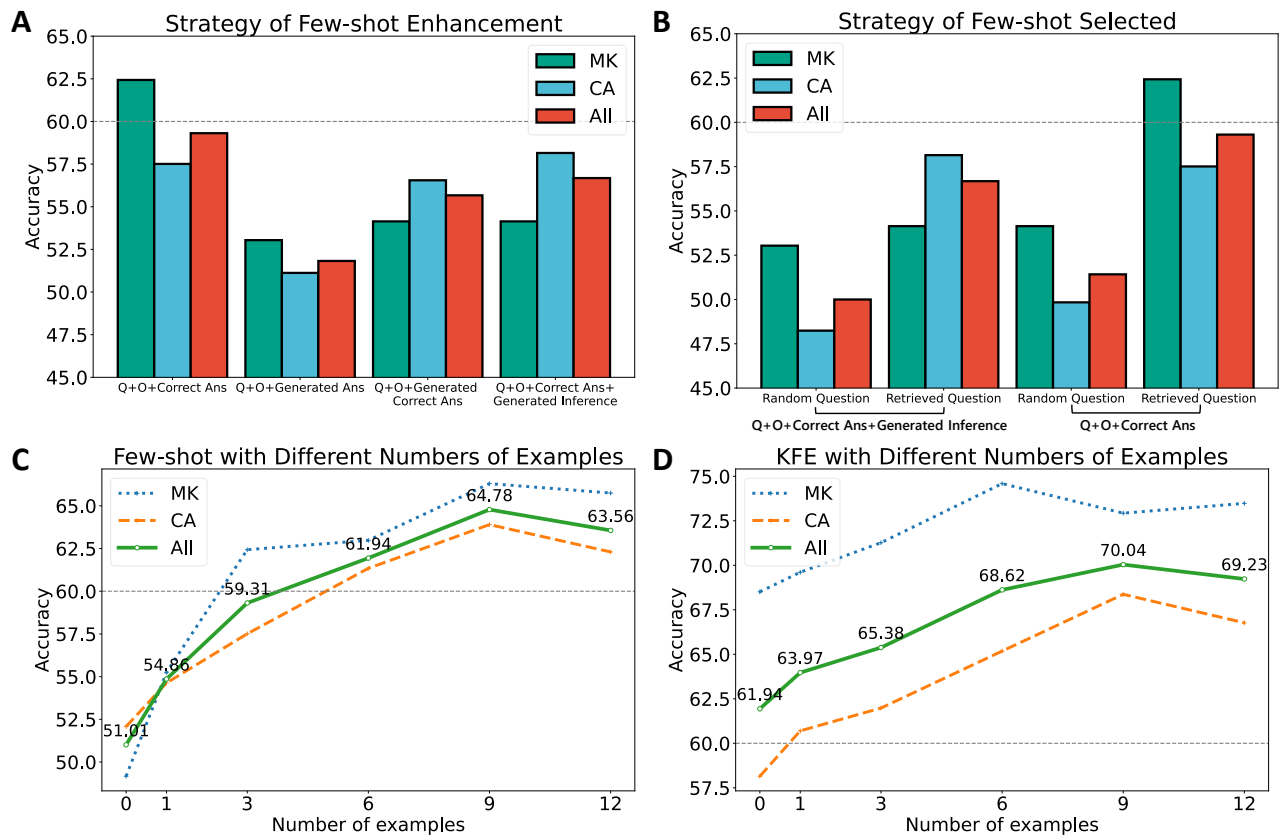 A
Strategy of Few-shot Enhancement
65.0
62.5
60.0
57.5
55.0
52.5
50.0
47.5
45.0
Accuracy
MK
CA
All
Q+O+Correct Ans
Q+O+Generated Ans
Q+O+Generated
Correct Ans
Q+O+Correct Ans+
Generated Inference
B
Strategy of Few-shot Selected
65.0
62.5
60.0
57.5
55.0
52.5
50.0
47.5
45.0
Accuracy
MK
CA
All
Random Question
Retrieved Question
Random Question
Retrieved Question
Q+O+Correct Ans+Generated Inference
Q+O+Correct Ans
C
Few-shot with Different Numbers of Examples
65.0
62.5
60.0
57.5
55.0
52.5
50.0
Accuracy
MK
CA
All
51.01
54.86
59.31
61.94
64.78
63.56
0
1
3
6
9
12
Number of examples
D
KFE with Different Numbers of Examples
75.0
72.5
70.0
67.5
65.0
62.5
60.0
57.5
Accuracy
MK
CA
All
61.94
63.97
65.38
68.62
70.04
69.23
0
1
3
6
9
12
Number of examples